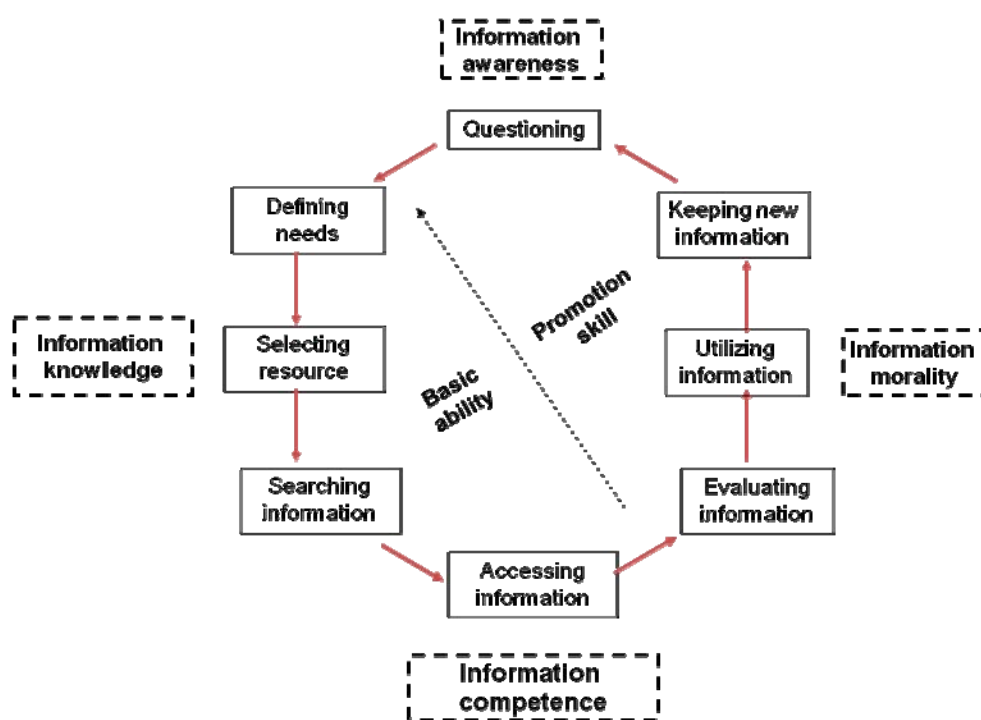 Information
awareness
Questioning
Defining
needs
Keeping new
information
Promotion
skill
Information
knowledge
Selecting
resource
Basic
ability
Utilizing
information
Information
morality
Searching
information
Evaluating
information
Accessing
information
Information
competence